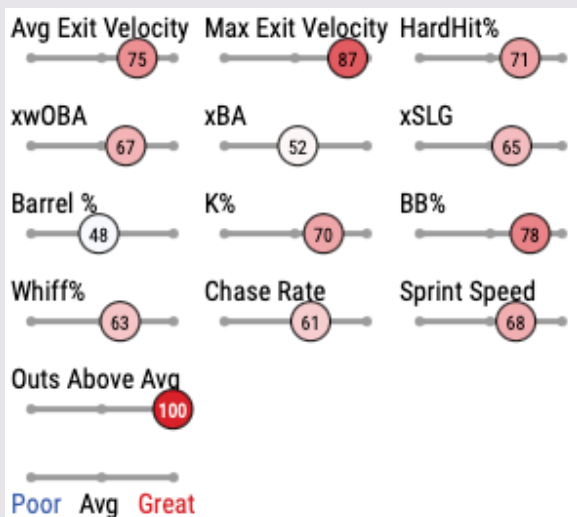 Avg Exit Velocity Max Exit Velocity HardHit%
75 87 71
xwOBA xBA xSLG
67 52 65
Barrel % K% BB%
48 70 78
Whiff% Chase Rate Sprint Speed
63 61 68
Outs Above Avg
100
Poor Avg Great